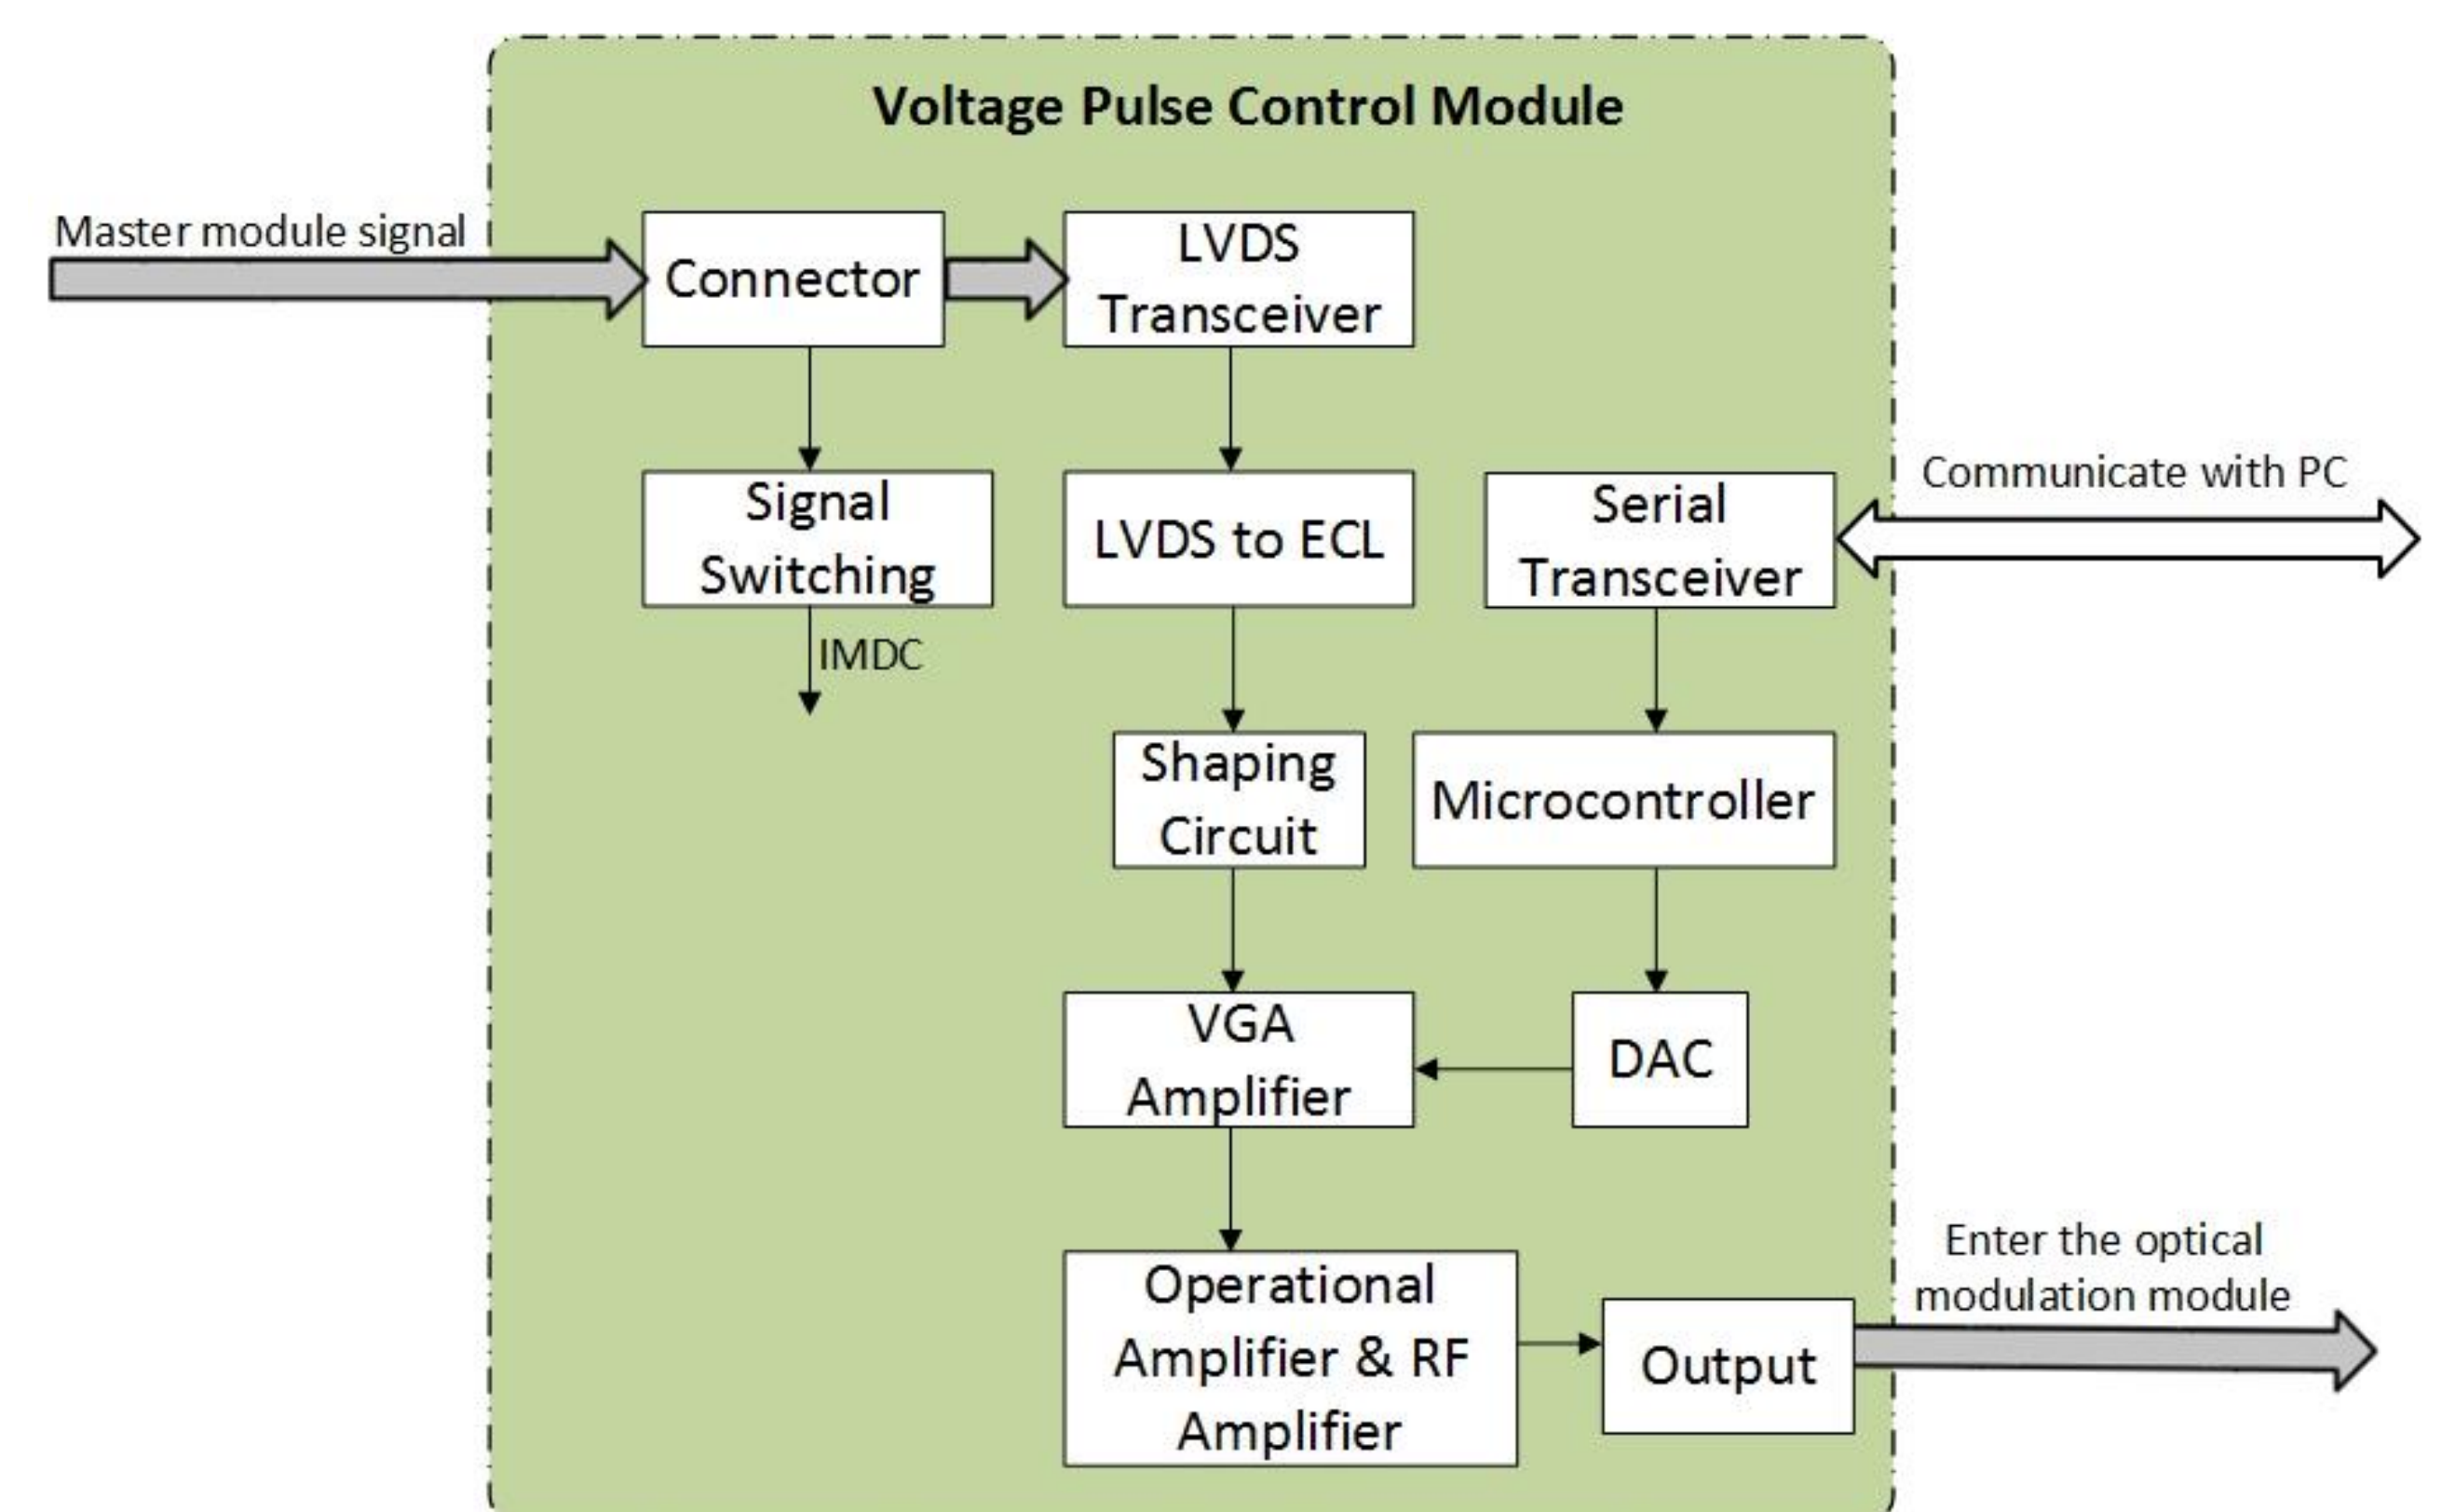 Voltage Pulse Control Module
Master module signal
Connector
LVDS
Transceiver
Signal
Switching
LVDS to ECL
Serial
Transceiver
Communicate with PC
IMDC
Shaping
Circuit
Microcontroller
VGA
Amplifier
DAC
Operational
Amplifier & RF
Amplifier
Output
Enter the optical
modulation module